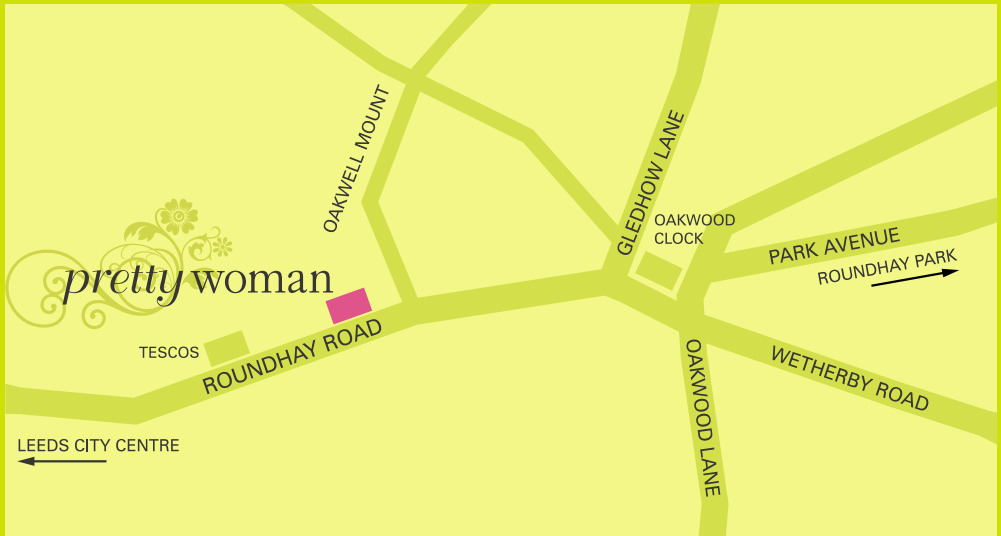 OAKWELL MOUNT
GLEDHOW LANE
OAKWOOD
CLOCK
PARK AVENUE
ROUNDHAY PARK
pretty woman
TESCOS
ROUNDHAY ROAD
OAKWOOD LANE
WETHERBY ROAD
LEEDS CITY CENTRE